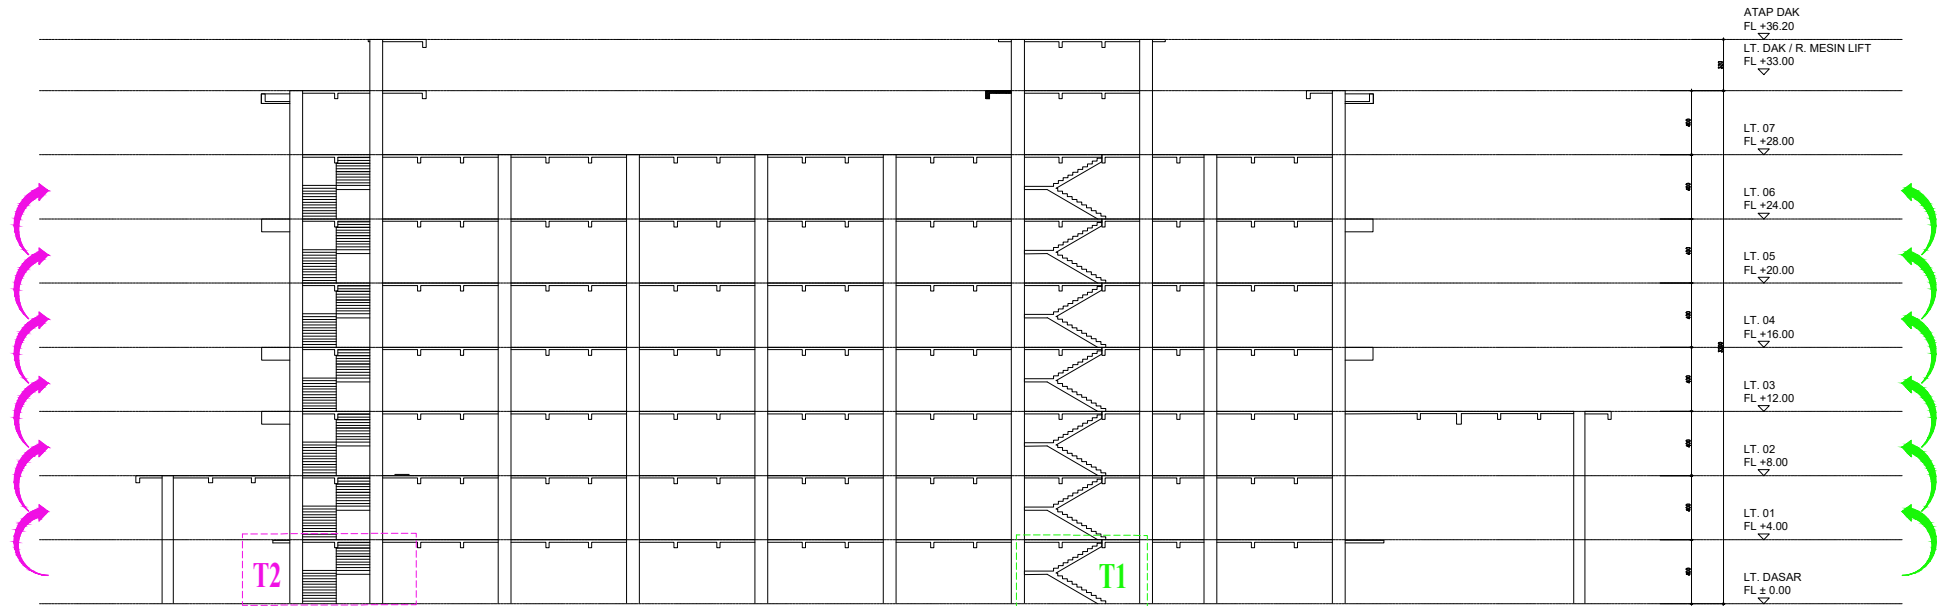 ATAP DAK
FL +36.20
LT. DAK / R. MESIN LIFT
FL +33.00
LT. 07
FL +28.00
LT. 06
FL +24.00
LT. 05
FL +20.00
LT. 04
FL +16.00
LT. 03
FL +12.00
LT. 02
FL +8.00
LT. 01
FL +4.00
LT. DASAR
FL ± 0.00
T2
T1